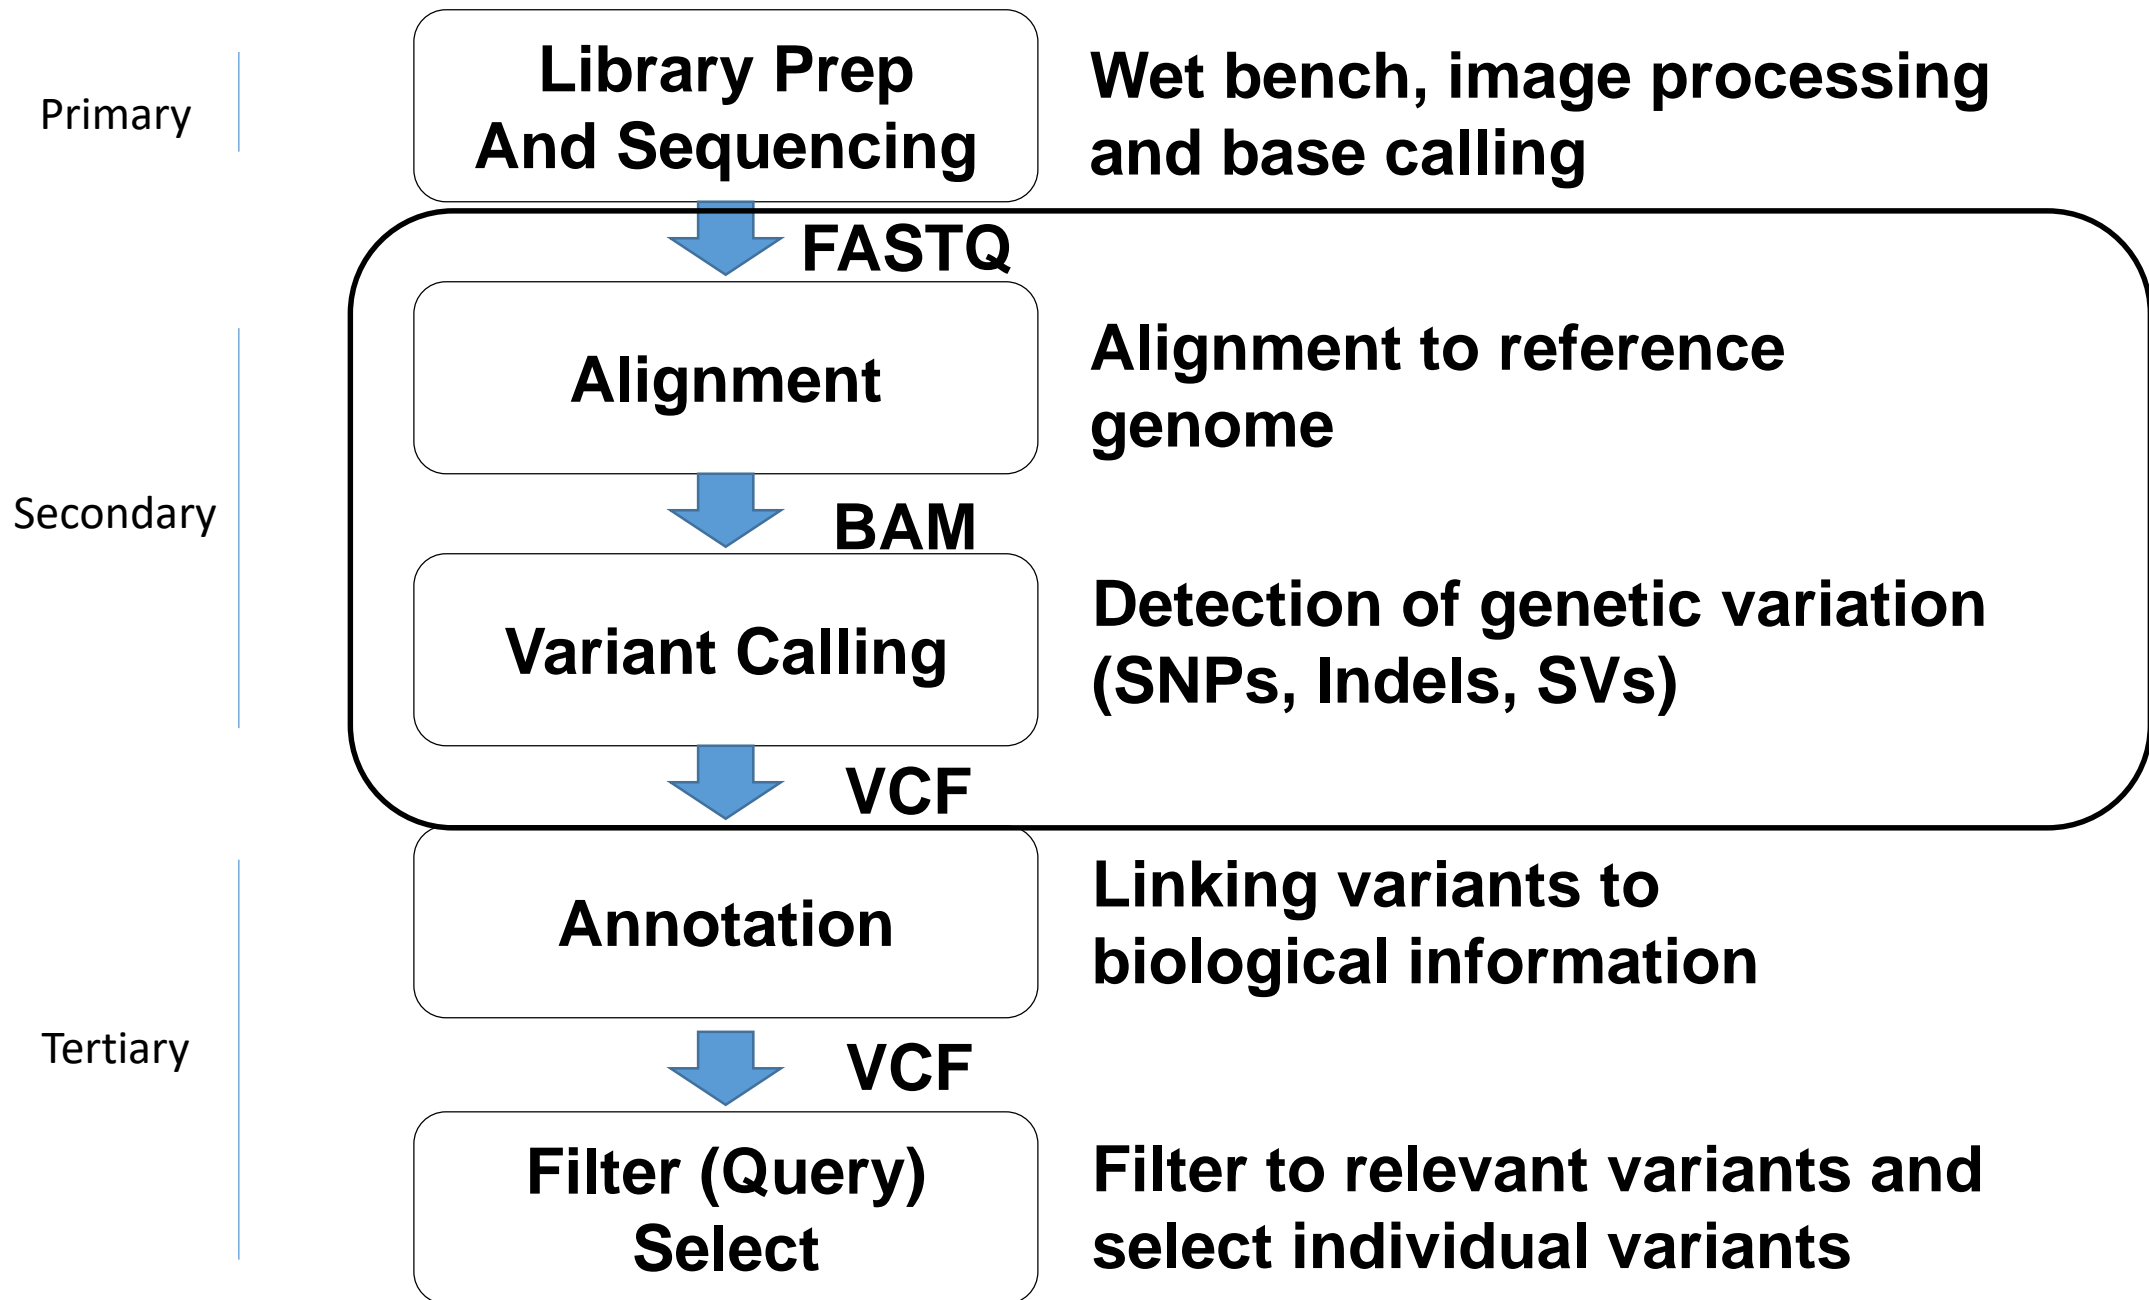 Primary
Library Prep
And Sequencing
Wet bench, image processing
and base calling
FASTQ
Secondary
Alignment
Alignment to reference
genome
BAM
Variant Calling
Detection of genetic variation
(SNPs, Indels, SVs)
VCF
Tertiary
Annotation
Linking variants to
biological information
VCF
Filter (Query)
Select
Filter to relevant variants and
select individual variants